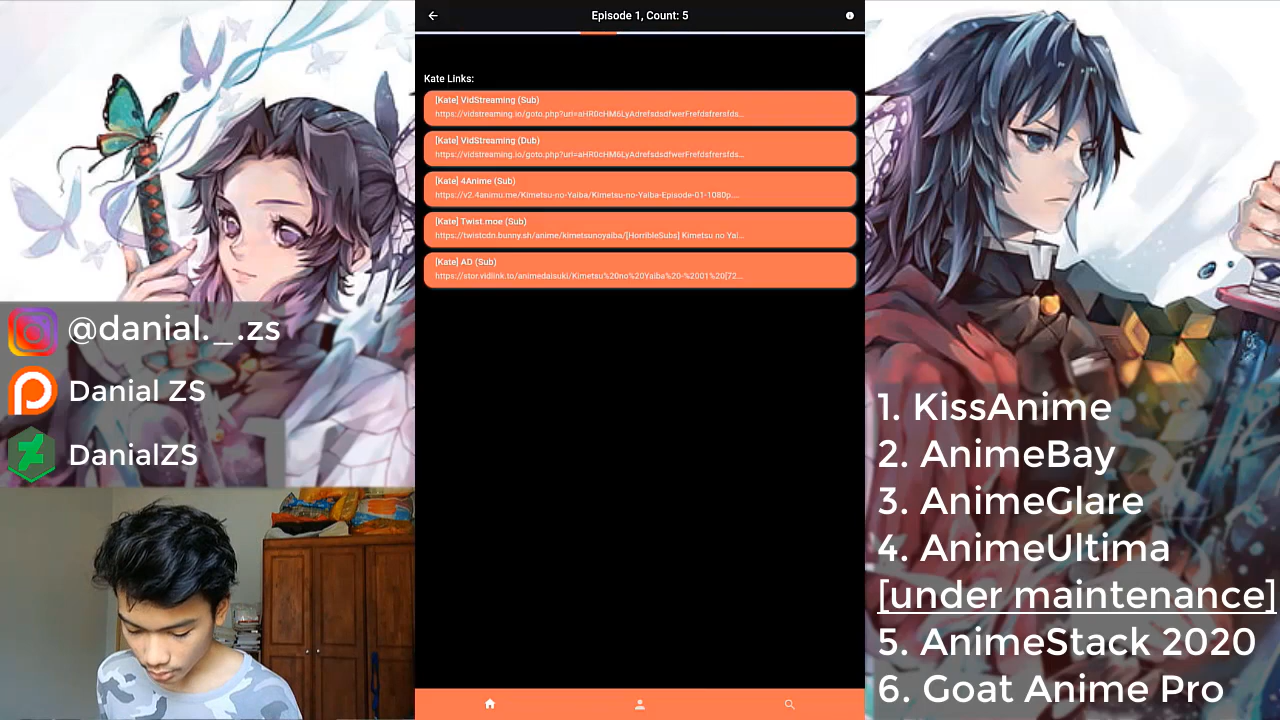 Episode 1, Count: 5
Kate Links:
[Kate] VidStreaming (Sub)
https://vidstreaming.io/goto.php?url=aHR0cHM6LyAdrefsdsdfwerFrefdsfrersfds...
[Kate] VidStreaming (Dub)
https://vidstreaming.io/goto.php?url=aHR0cHM6LyAdrefsdsdfwerFrefdsfrersfds...
[Kate] 4Anime (Sub)
https://v2.4animu.me/Kimetsu-no-Yaiba/Kimetsu-no-Yaiba-Episode-01-1080p....
[Kate] Twist.moe (Sub)
https://twistcdn.bunny.sh/anime/kimetsunoyaiba/[HorribleSubs] Kimetsu no Yai...
[Kate] AD (Sub)
https://stor.vidlink.to/animedaisuki/Kimetsu%20no%20Yaiba%20-%2001%20[72...
@danial._.zs
Danial ZS
DanialZS
1. KissAnime
2. AnimeBay
3. AnimeGlare
4. AnimeUltima
[under maintenance]
5. AnimeStack 2020
6. Goat Anime Pro